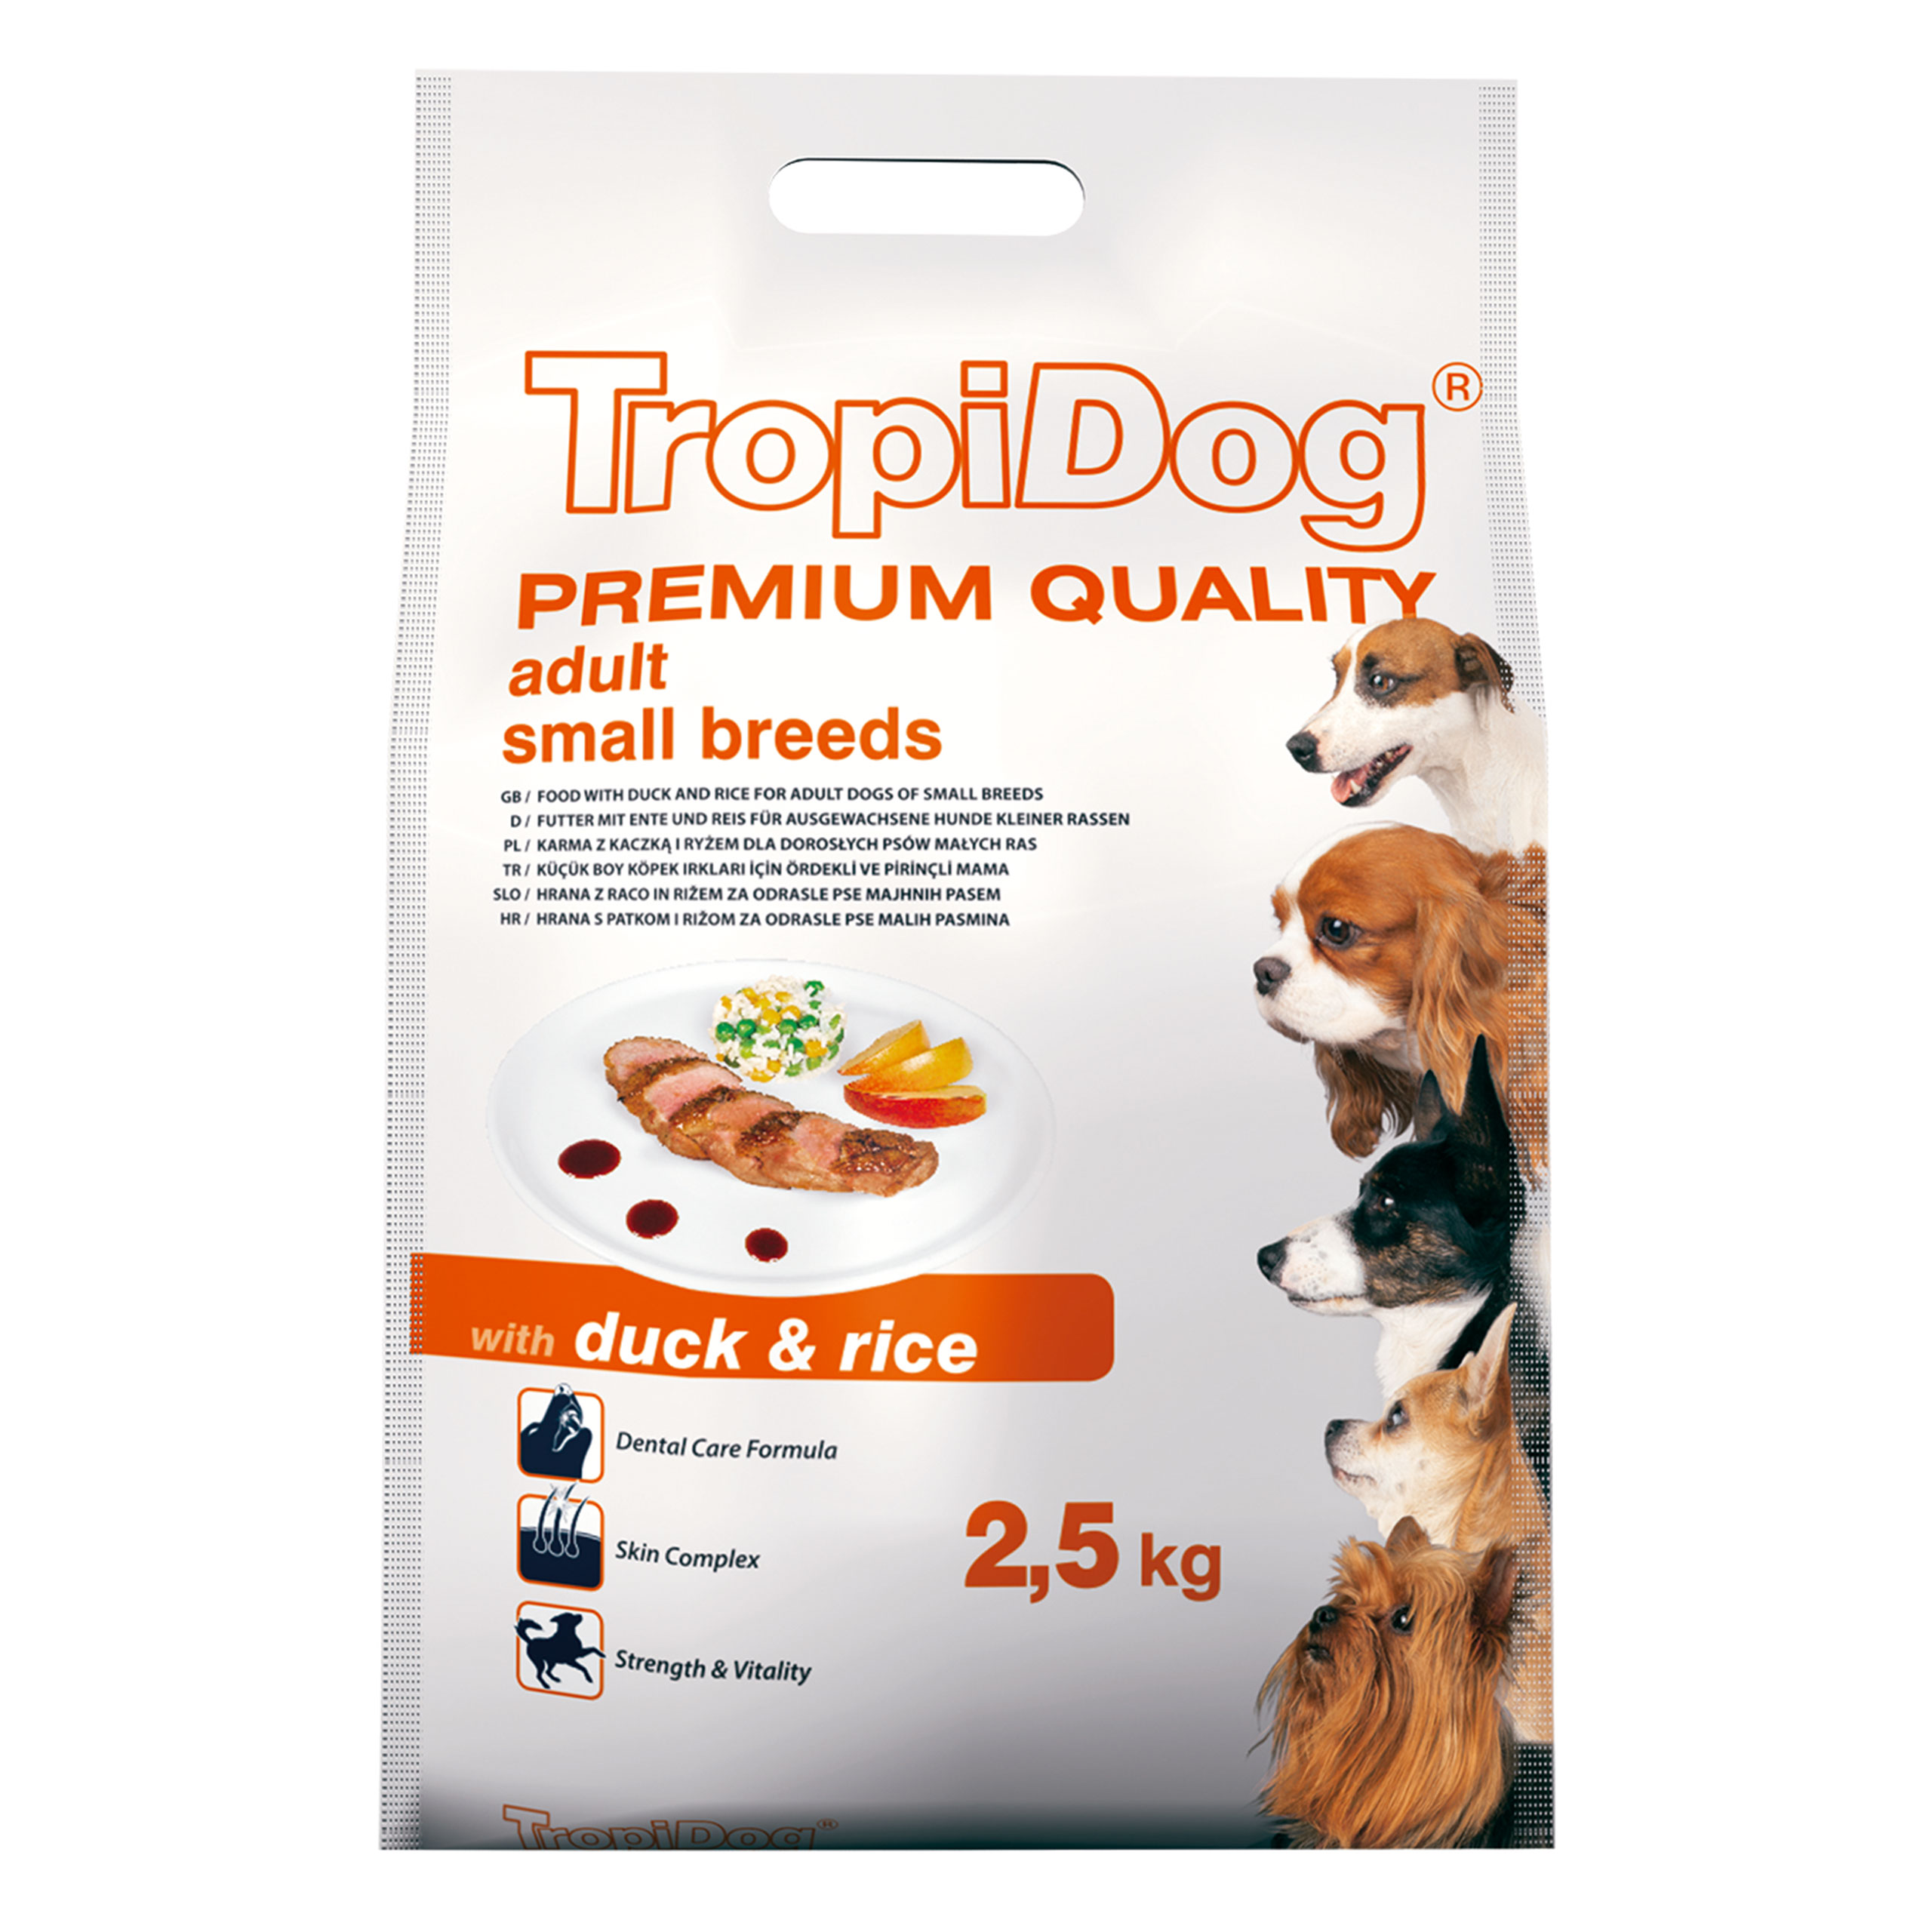 TropiDog®
PREMIUM QUALITY
adult
small breeds
GB / FOOD WITH DUCK AND RICE FOR ADULT DOGS OF SMALL BREEDS
D / FUTTER MIT ENTE UND REIS FÜR AUSGEWACHSENE HUNDE KLEINER RASSEN
PL / KARMA Z KACZKĄ I RYŻEM DLA DOROSŁYCH PSÓW MAŁYCH RAS
TR / KÜÇÜK BOY KÖPEK IRKLARI İÇİN ÖRDEKLİ VE PİRİNÇLİ MAMA
SLO / HRANA Z RACO IN RIŽEM ZA ODRASLE PSE MAJHNIH PASEM
HR / HRANA S PATKOM I RIŽOM ZA ODRASLE PSE MALIH PASMINA
with duck & rice
Dental Care Formula
Skin Complex
2,5 kg
Strength & Vitality
TropiDog®